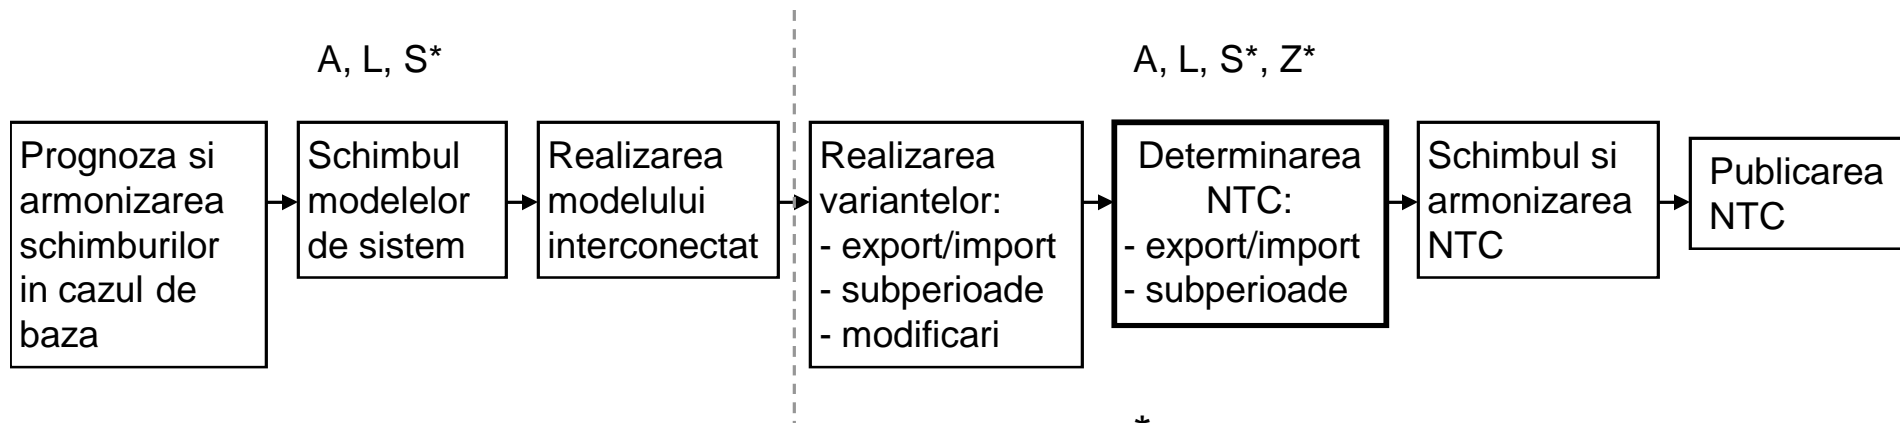 A, L, S*
A, L, S*, Z*
Prognoza si
armonizarea
schimburilor
in cazul de
baza
Schimbul
modelelor
de sistem
Realizarea
modelului
interconectat
Realizarea
variantelor:
- export/import
- subperioade
- modificari
Determinarea
NTC:
- export/import
- subperioade
Schimbul si
armonizarea
NTC
Publicarea
NTC
*